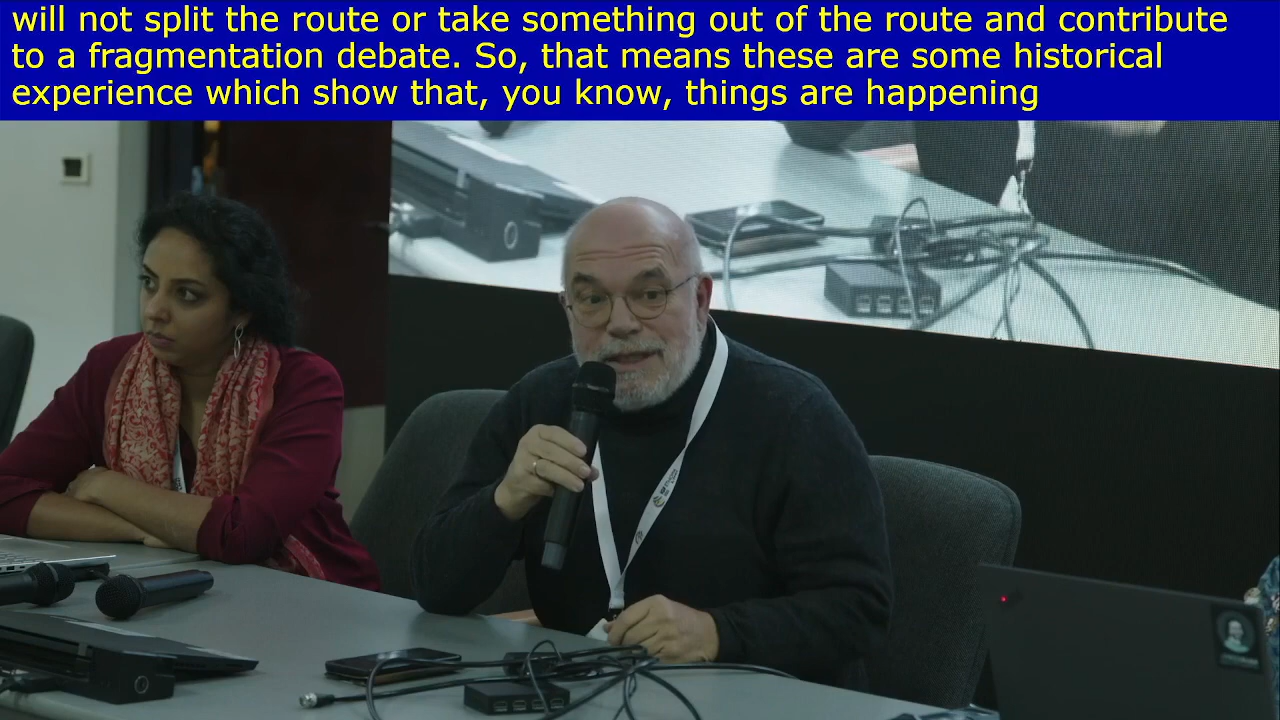 will not split the route or take something out of the route and contribute
to a fragmentation debate. So, that means these are some historical
experience which show that, you know, things are happening